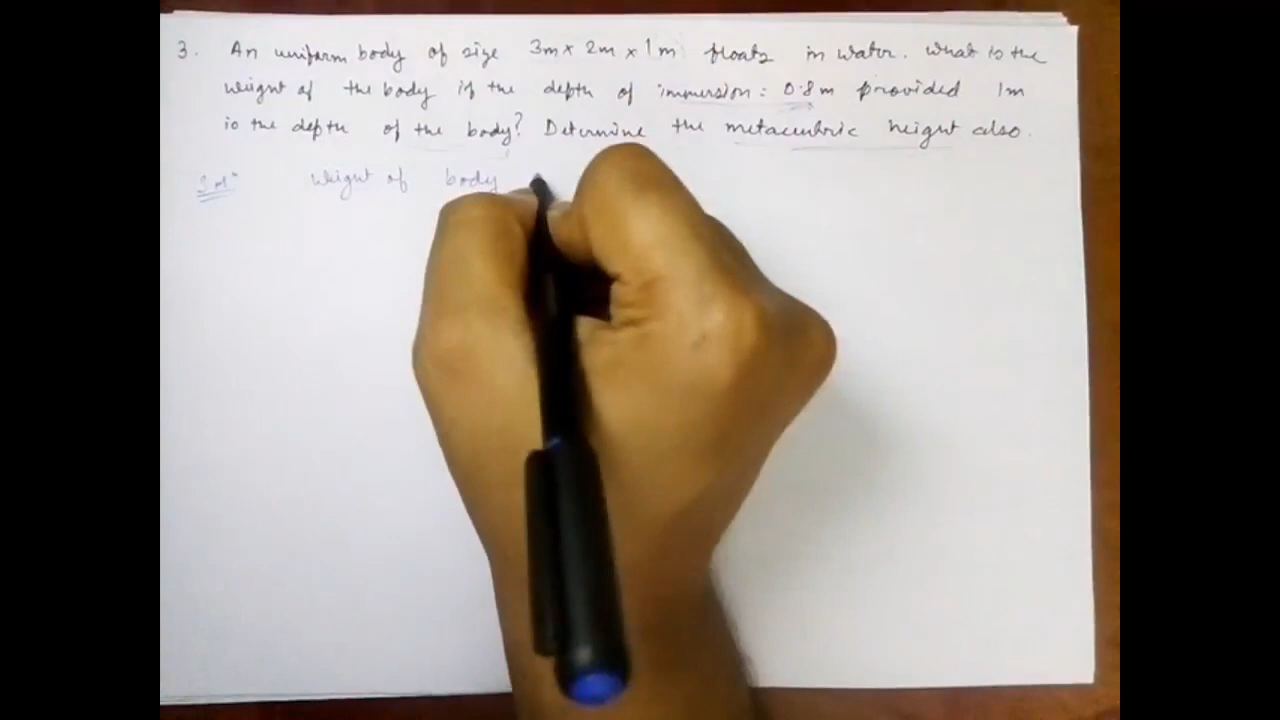 3. An uniform body of size 3m x 2m x 1m floats in water. What is the
weight of the body if the depth of immersion = 0.8m provided 1m
is the depth of the body? Determine the metacentric height also.
Solⁿ weight of body